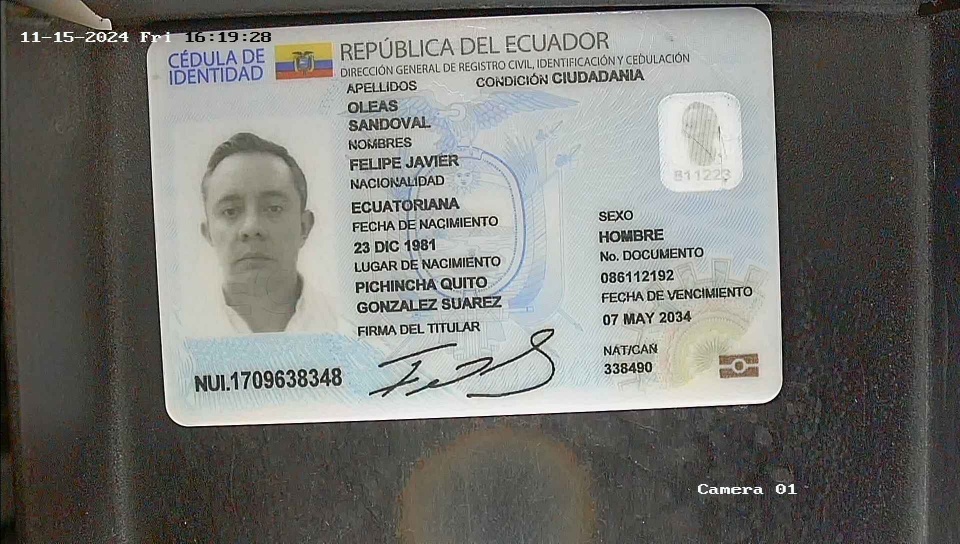 11-15-2024 Fri 16:19:28
CÉDULA DE
IDENTIDAD
REPÚBLICA DEL ECUADOR
DIRECCIÓN GENERAL DE REGISTRO CIVIL, IDENTIFICACIÓN Y CEDULACIÓN
APELLIDOS
CONDICIÓN CIUDADANIA
OLEAS
SANDOVAL
NOMBRES
FELIPE JAVIER
NACIONALIDAD
ECUATORIANA
FECHA DE NACIMIENTO
23 DIC 1981
LUGAR DE NACIMIENTO
PICHINCHA QUITO
GONZALEZ SUAREZ
FIRMA DEL TITULAR
811223
SEXO
HOMBRE
No. DOCUMENTO
086112192
FECHA DE VENCIMIENTO
07 MAY 2034
NAT/CAN
338490
NUI.1709638348
Camera 01